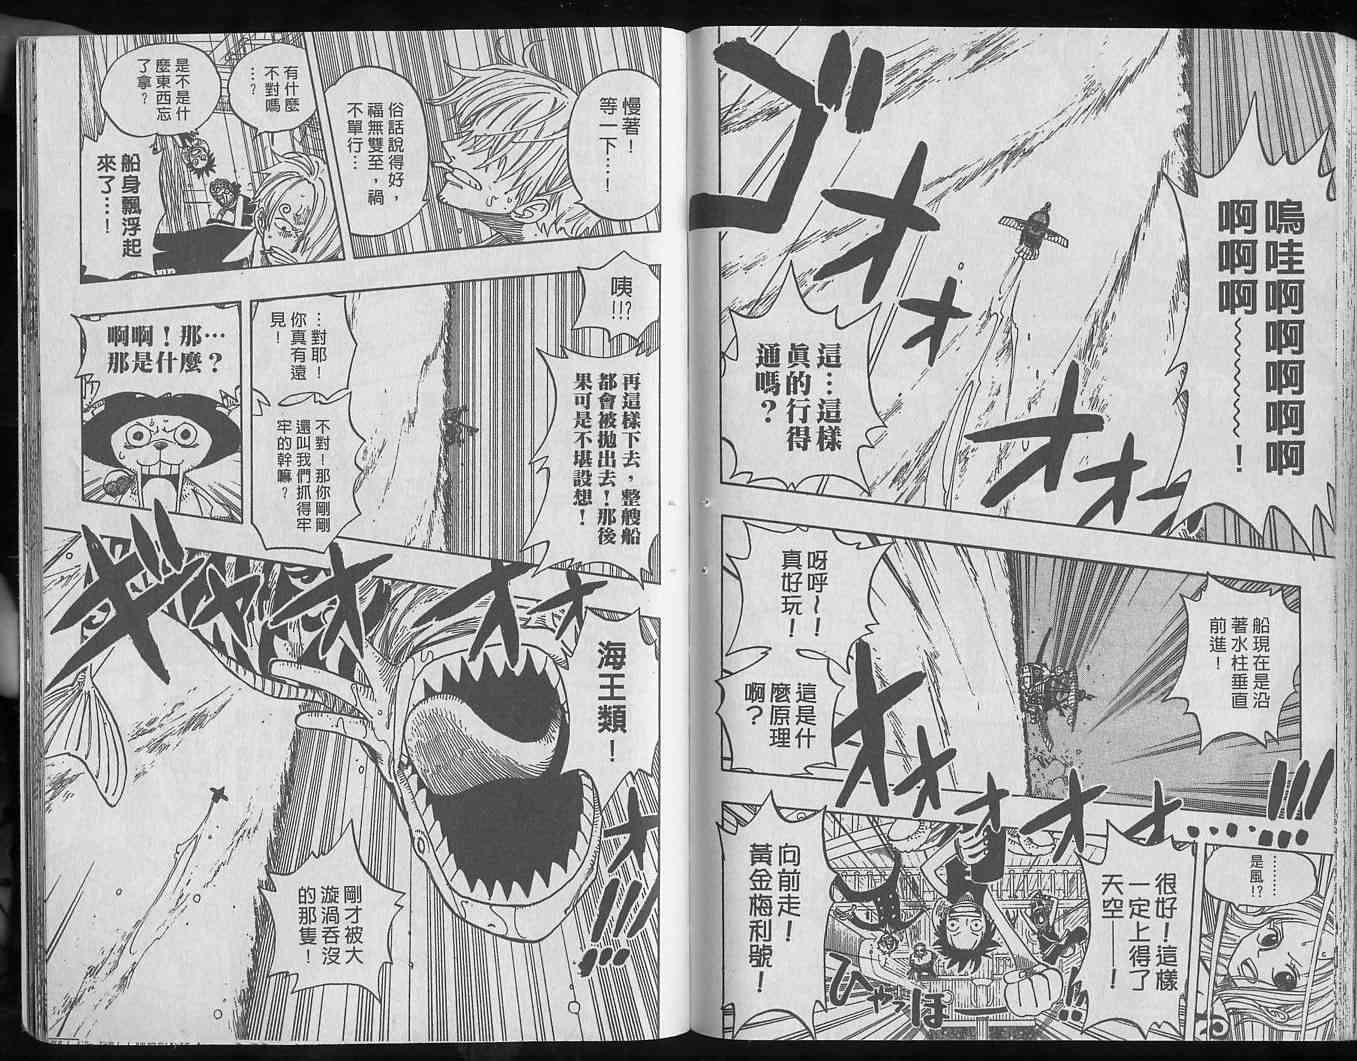 嗚哇啊啊啊啊啊
啊啊啊～～～！
ゴオオオオオオ
這…這樣
真的行得
通嗎？
船現在是沿
著水柱垂直
前進！
呀呼～！
真好玩！
這是什
麼原理
啊？
オオオオオ……!!!
………
是風!?
很好！這樣
一定上得了
天空——！
向前走！
黃金梅利號！
ひゃっほ
!!
慢著！
等一下…！
俗話說得好，
福無雙至，禍
不單行…
有什麼
不對嗎
…？
是不是什
麼東西忘
了拿？
船身飄浮起
來了…！
咦
!!?
再這樣下去，整艘船
都會被拋出去！那後
果可是不堪設想！
…對耶！
你真有遠
見！
不對！那你剛剛
還叫我們抓得牢
牢的幹嘛？
啊啊！那…
那是什麼？
海王類！
ギャオオオオ!!!
剛才被大
漩渦吞沒
的那隻！